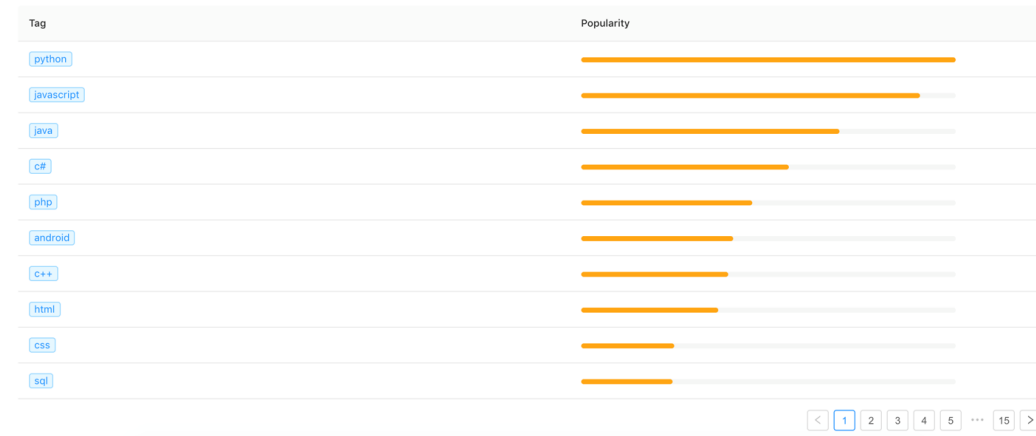 Tag Popularity
python
javascript
java
c#
php
android
c++
html
css
sql
< 1 2 3 4 5 ••• 15 >